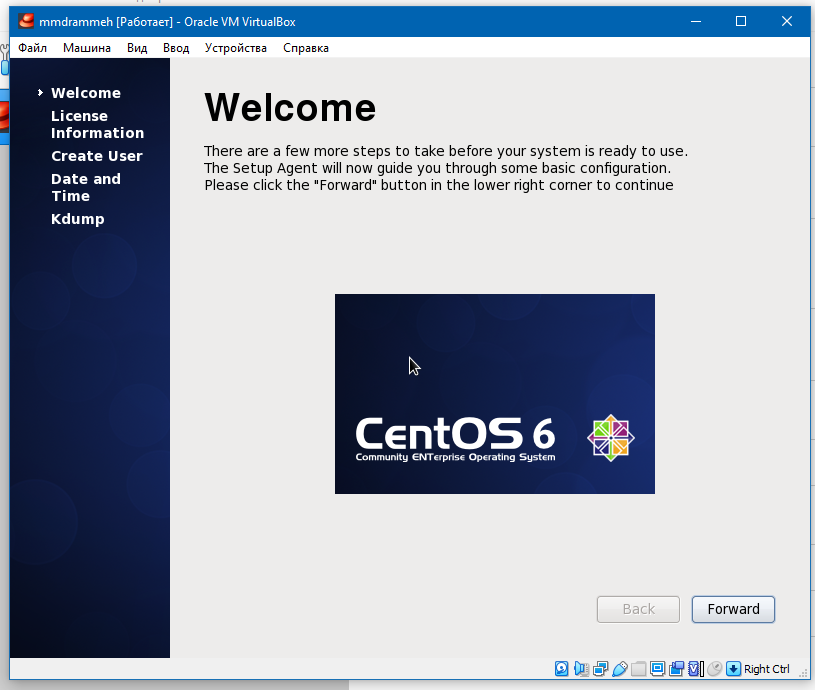 mmdrammeh [Работает] - Oracle VM VirtualBox
Файл Машина Вид Ввод Устройства Справка
Welcome
License
Information
Create User
Date and
Time
Kdump
Welcome
There are a few more steps to take before your system is ready to use.
The Setup Agent will now guide you through some basic configuration.
Please click the "Forward" button in the lower right corner to continue
CentOS 6
Community ENTerprise Operating System
Back Forward
Right Ctrl